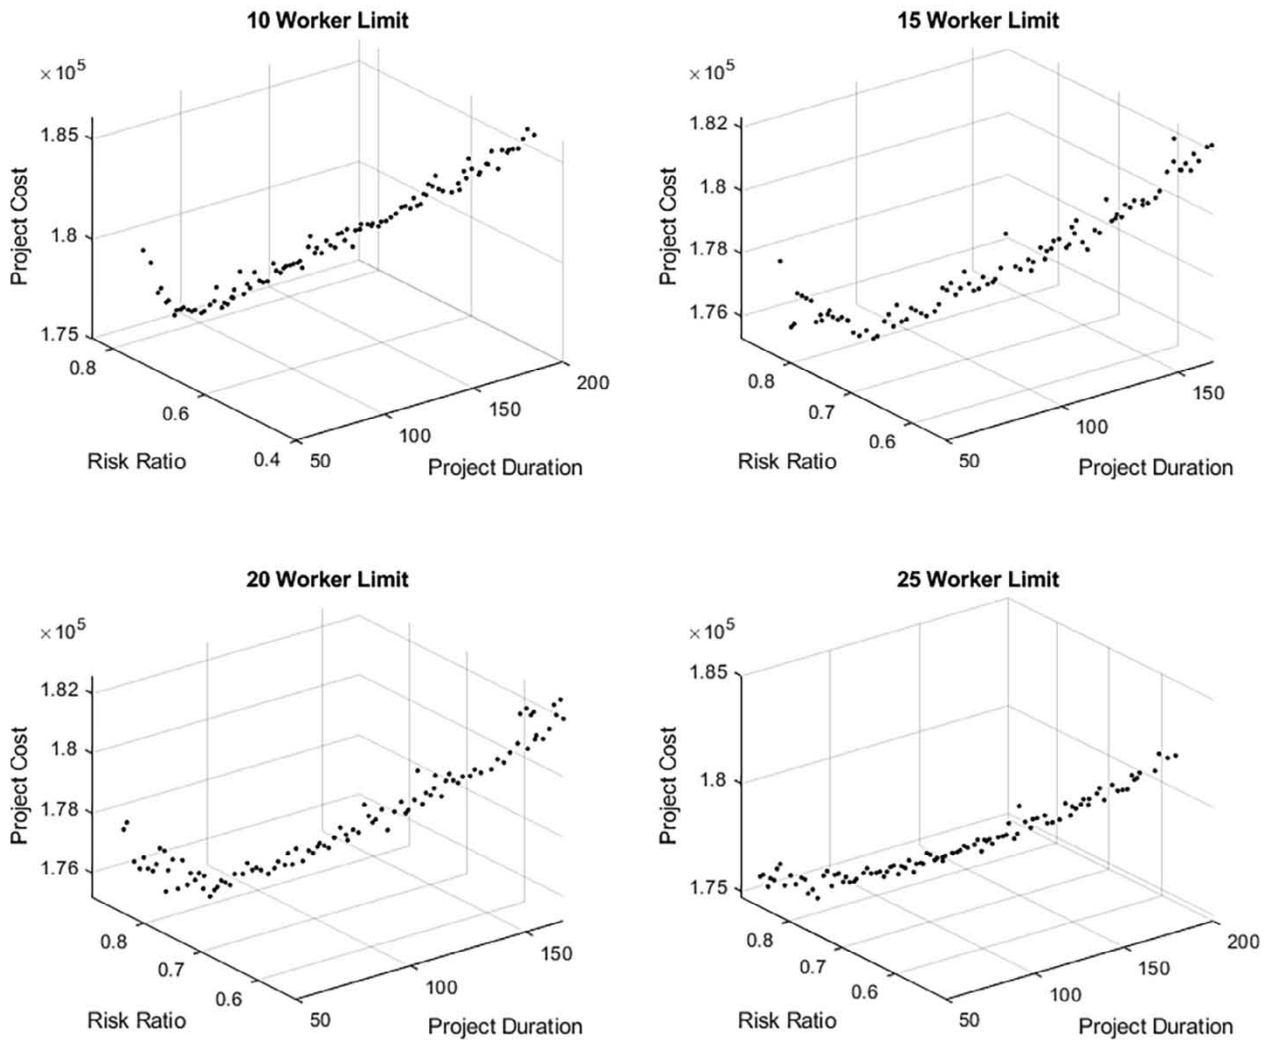 10 Worker Limit
× 10^5
1.85
1.8
1.75
Project Cost
0.8
0.6
0.4
Risk Ratio
50
100
150
200
Project Duration
15 Worker Limit
× 10^5
1.82
1.8
1.78
1.76
Project Cost
0.8
0.7
0.6
Risk Ratio
50
100
150
Project Duration
20 Worker Limit
× 10^5
1.82
1.8
1.78
1.76
Project Cost
0.8
0.7
0.6
Risk Ratio
50
100
150
Project Duration
25 Worker Limit
× 10^5
1.85
1.8
1.75
Project Cost
0.8
0.7
0.6
Risk Ratio
50
100
150
200
Project Duration